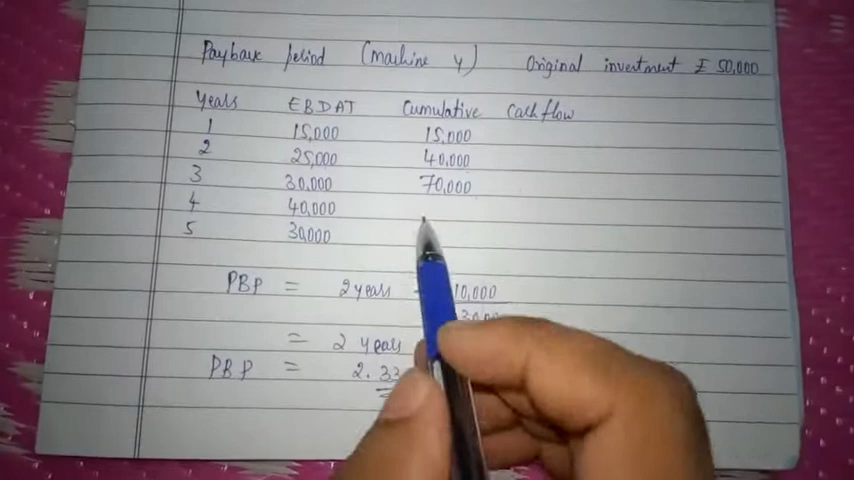 Payback period (machine y) Original investment ₹ 50,000
Years EBDAT Cumulative Cashflow
1 15,000 15,000
2 25,000 40,000
3 30,000 70,000
4 40,000
5 30,000
PBP = 2 years 10,000
= 2 years
PBP = 2.33